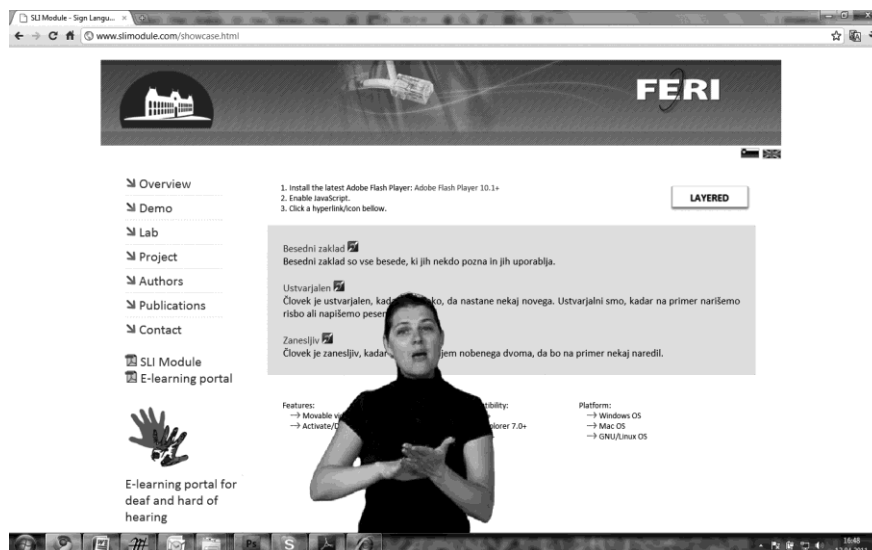 SLI Module - Sign Langu...
www.slimodule.com/showcase.html
FERI
Overview
Demo
Lab
Project
Authors
Publications
Contact
SLI Module
E-learning portal
E-learning portal for
deaf and hard of
hearing
1. Install the latest Adobe Flash Player: Adobe Flash Player 10.1+
2. Enable JavaScript.
3. Click a hyperlink/icon bellow.
LAYERED
Besedni zaklad
Besedni zaklad so vse besede, ki jih nekdo pozna in jih uporablja.
Ustvarjalen
Človek je ustvarjalen, kadar ko, da nastane nekaj novega. Ustvarjalni smo, kadar na primer narišemo
risbo ali napišemo
Zanesljiv
Človek je zanesljiv, kadar jem nobenega dvoma, da bo na primer nekaj naredil.
Features:
Movable
Activate/D
tibility:
orer 7.0+
Platform:
Windows OS
Mac OS
GNU/Linux OS
Ps
S
16:48